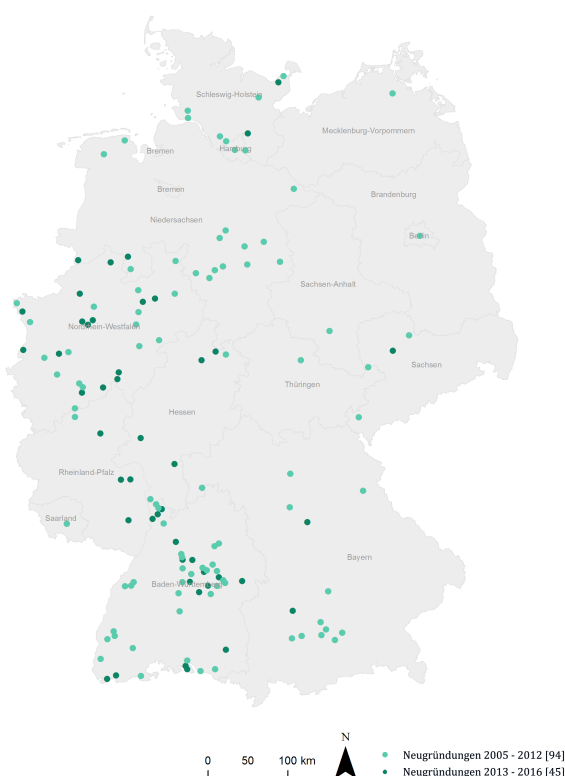 Schleswig-Holstein
Mecklenburg-Vorpommern
Hamburg
Bremen
Bremen
Brandenburg
Niedersachsen
Berlin
Sachsen-Anhalt
Nordrhein-Westfalen
Sachsen
Thüringen
Hessen
Rheinland-Pfalz
Saarland
Bayern
Baden-Württemberg
N
0 50 100 km
Neugründungen 2005 - 2012 [94]
Neugründungen 2013 - 2016 [45]